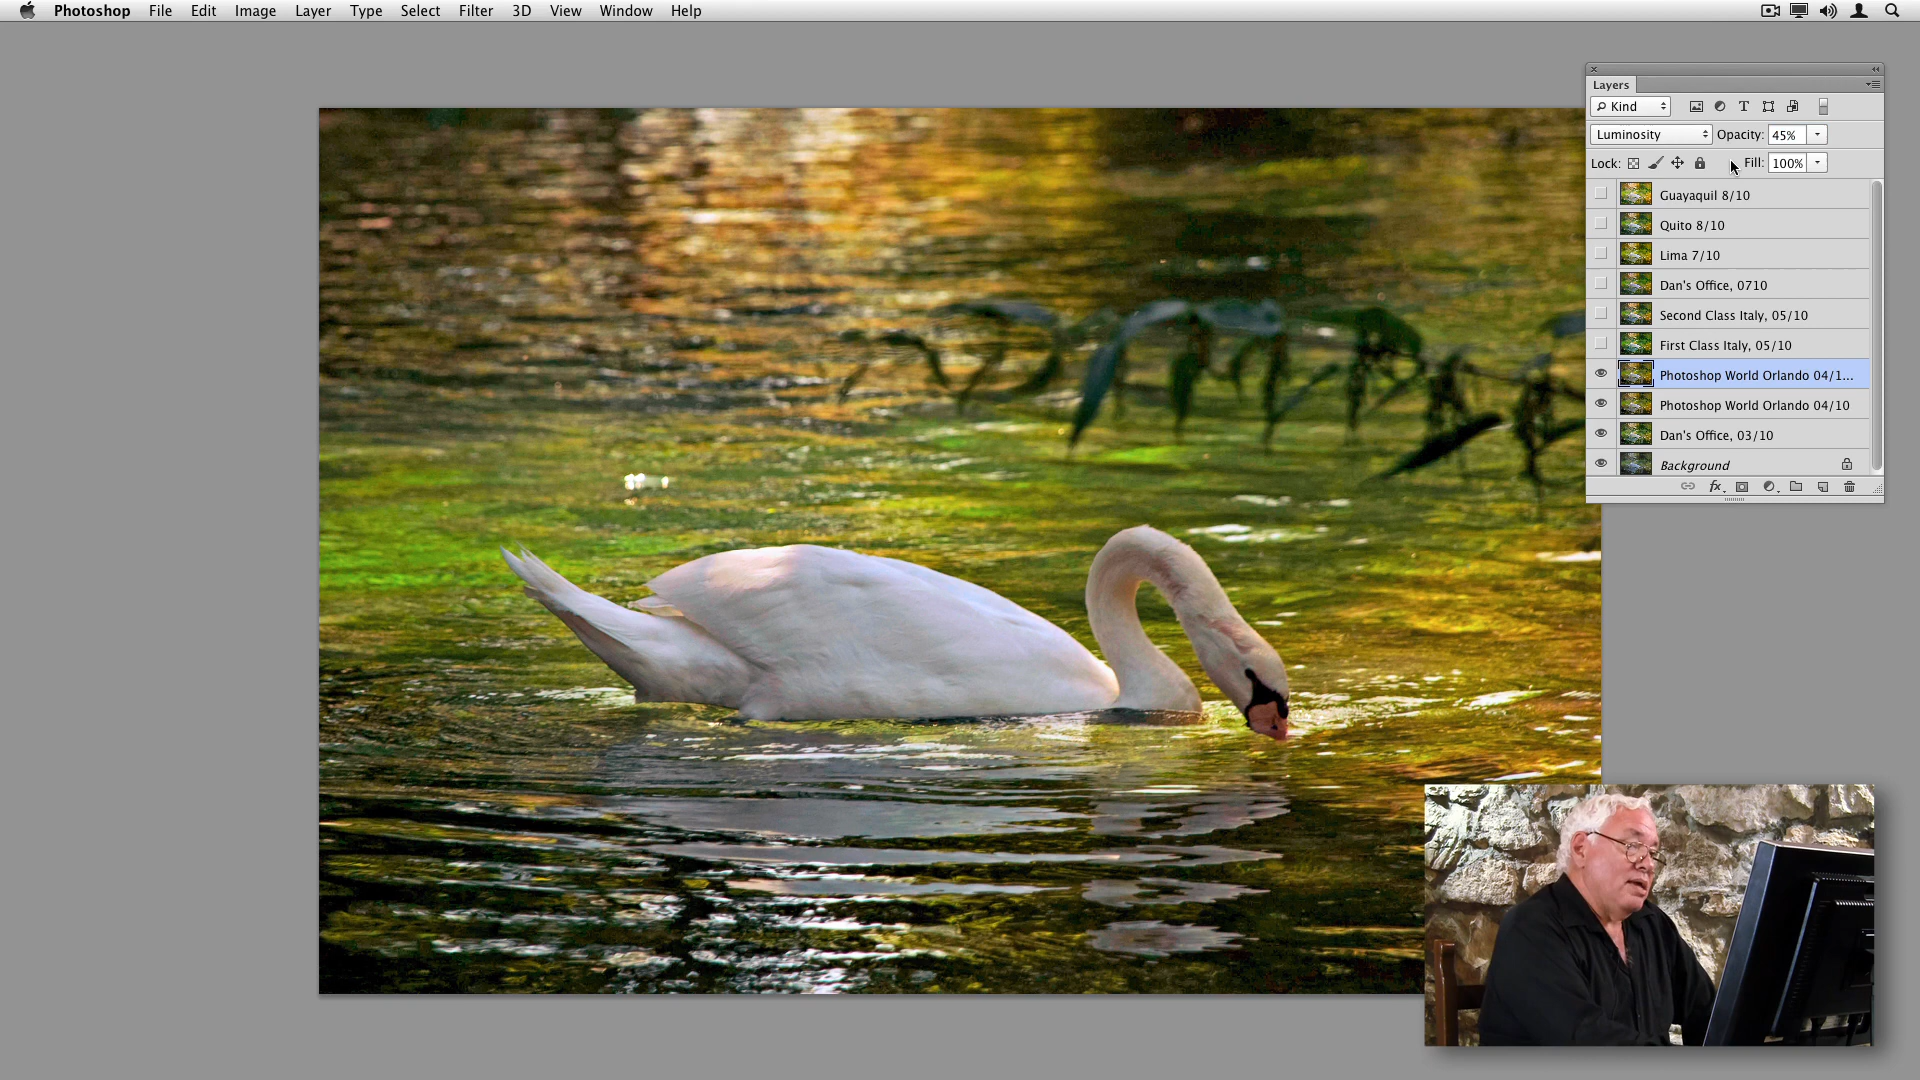 Photoshop File Edit Image Layer Type Select Filter 3D View Window Help
Layers
Kind T
Luminosity Opacity: 45%
Lock: Fill: 100%
Guayaquil 8/10
Quito 8/10
Lima 7/10
Dan's Office, 0710
Second Class Italy, 05/10
First Class Italy, 05/10
Photoshop World Orlando 04/1...
Photoshop World Orlando 04/10
Dan's Office, 03/10
Background
fx